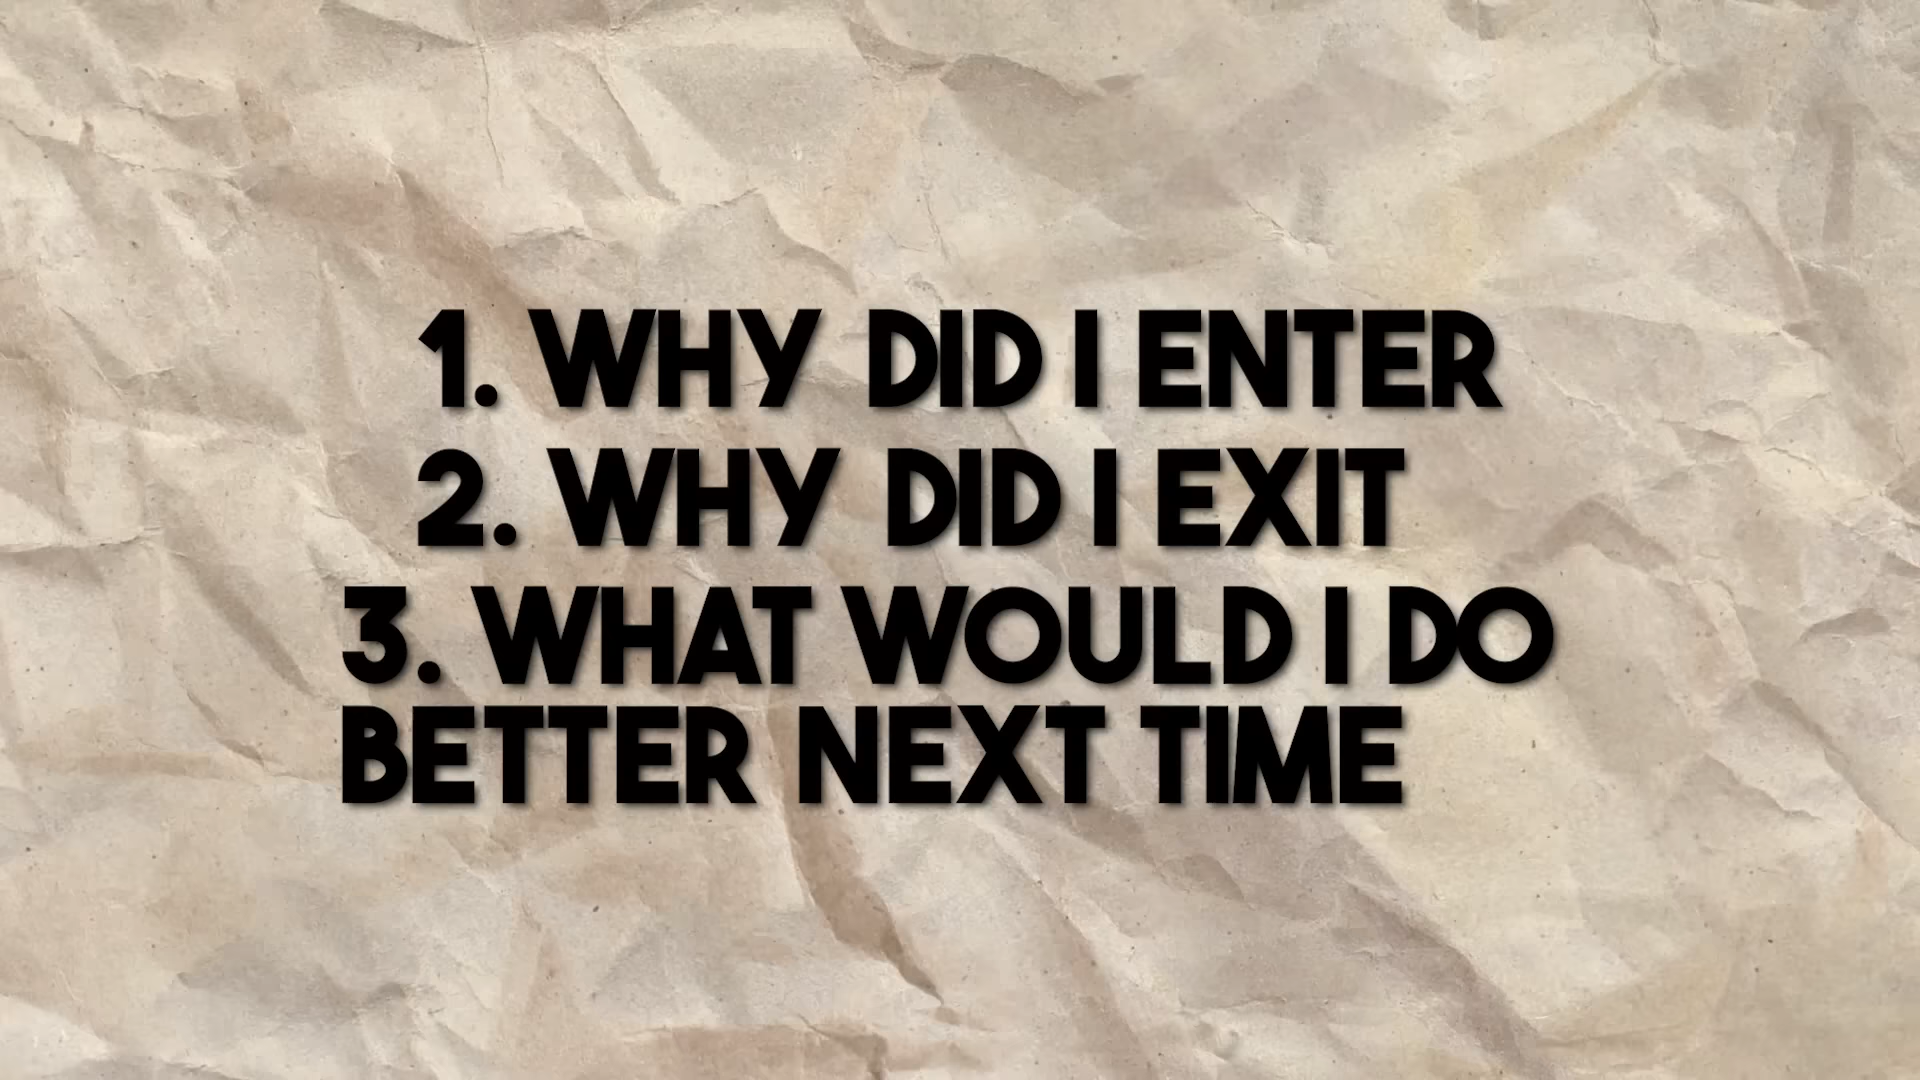 1. WHY DID I ENTER
2. WHY DID I EXIT
3. WHAT WOULD I DO
BETTER NEXT TIME